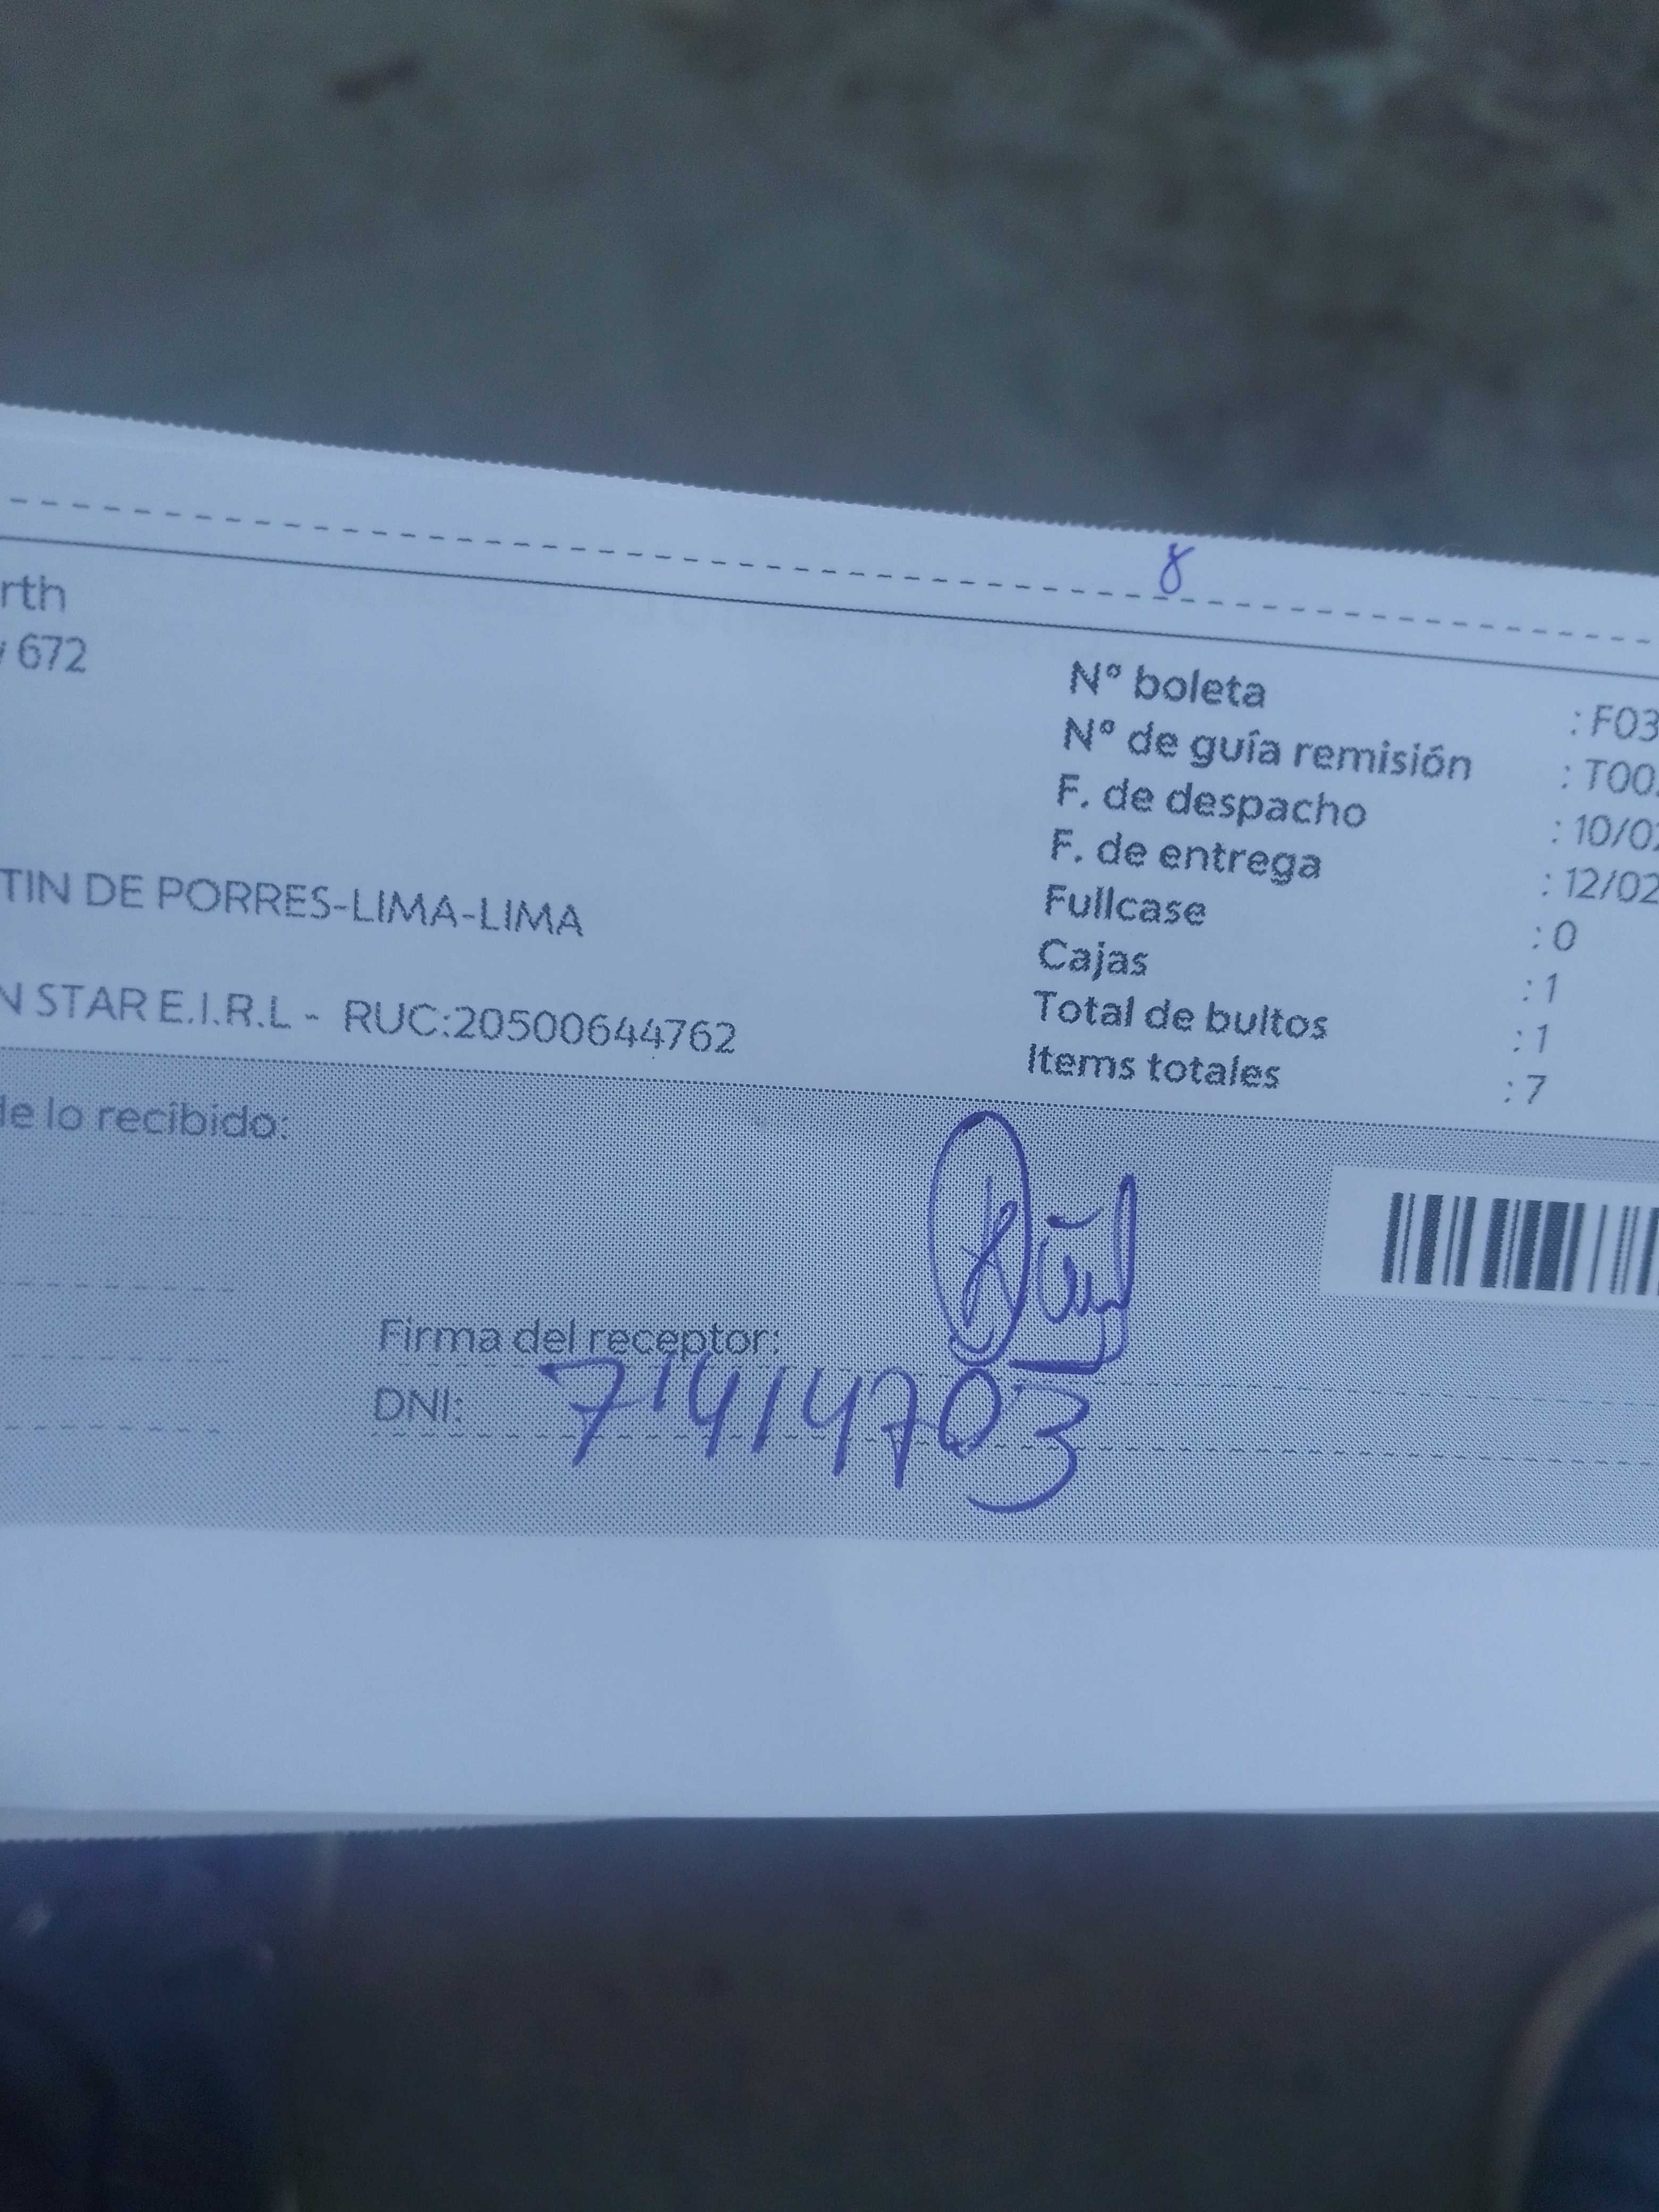 8
rth
672
TIN DE PORRES-LIMA-LIMA
N STAR E.I.R.L - RUC:20500644762
Nº boleta : F03
Nº de guía remisión : T00
F. de despacho : 10/0
F. de entrega : 12/02
Fullcase : 0
Cajas : 1
Total de bultos : 1
Items totales : 7
de lo recibido:
Firma del receptor:
DNI: 74144703